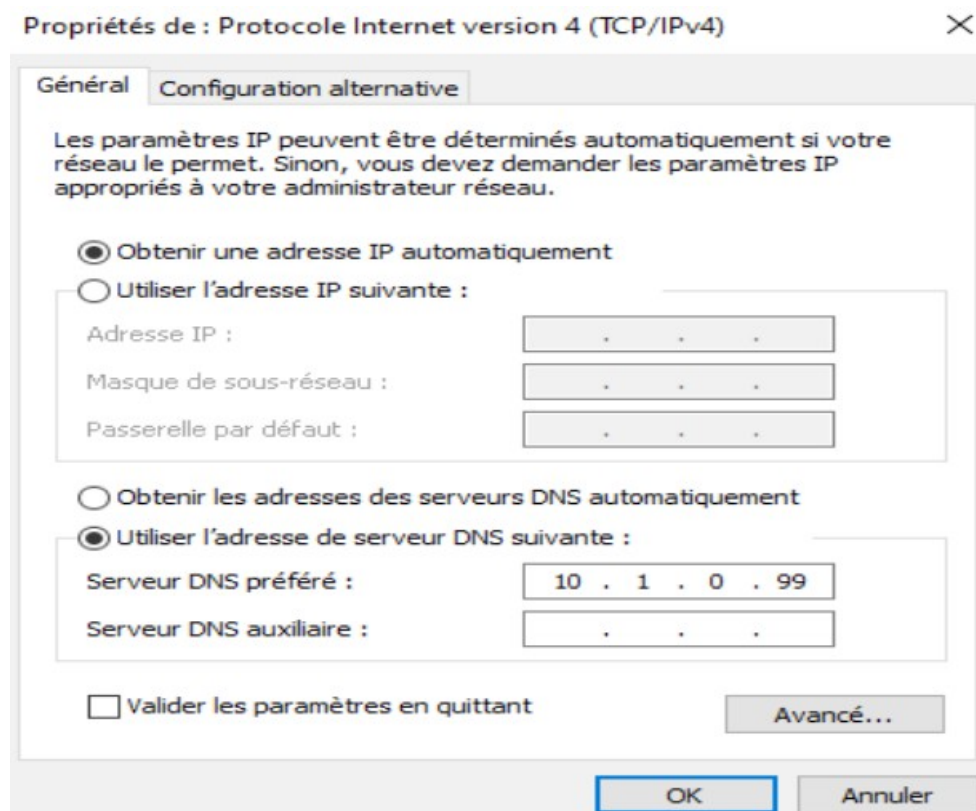 Propriétés de : Protocole Internet version 4 (TCP/IPv4)
Général
Configuration alternative
Les paramètres IP peuvent être déterminés automatiquement si votre
réseau le permet. Sinon, vous devez demander les paramètres IP
appropriés à votre administrateur réseau.
Obtenir une adresse IP automatiquement
Utiliser l'adresse IP suivante :
Adresse IP : . . .
Masque de sous-réseau : . . .
Passerelle par défaut : . . .
Obtenir les adresses des serveurs DNS automatiquement
Utiliser l'adresse de serveur DNS suivante :
Serveur DNS préféré : 10 . 1 . 0 . 99
Serveur DNS auxiliaire : . . .
Valider les paramètres en quittant
Avancé...
OK
Annuler